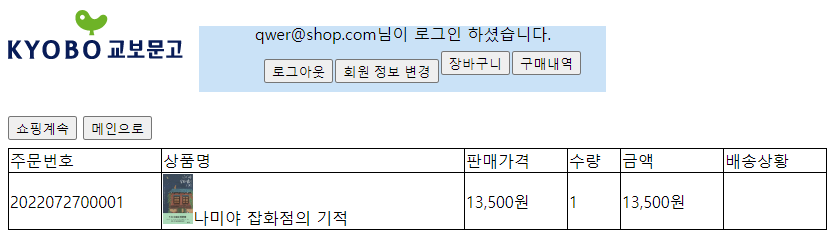 KYOBO 교보문고
qwer@shop.com님이 로그인 하셨습니다.
로그아웃 회원 정보 변경 장바구니 구매내역
쇼핑계속 메인으로
주문번호 상품명 판매가격 수량 금액 배송상황
2022072700001 나미야 잡화점의 기적 13,500원 1 13,500원